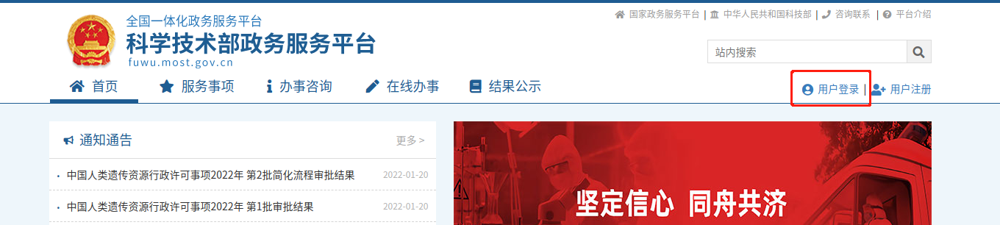 国家政务服务平台 | 中华人民共和国科技部 | 咨询联系 | 平台介绍
全国一体化政务服务平台
科学技术部政务服务平台
fuwu.most.gov.cn
站内搜索
首页 服务事项 办事咨询 在线办事 结果公示
用户登录 | 用户注册
通知通告 更多 >
· 中国人类遗传资源行政许可事项2022年 第2批简化流程审批结果 2022-01-20
· 中国人类遗传资源行政许可事项2022年 第1批审批结果 2022-01-20
坚定信心 同舟共济